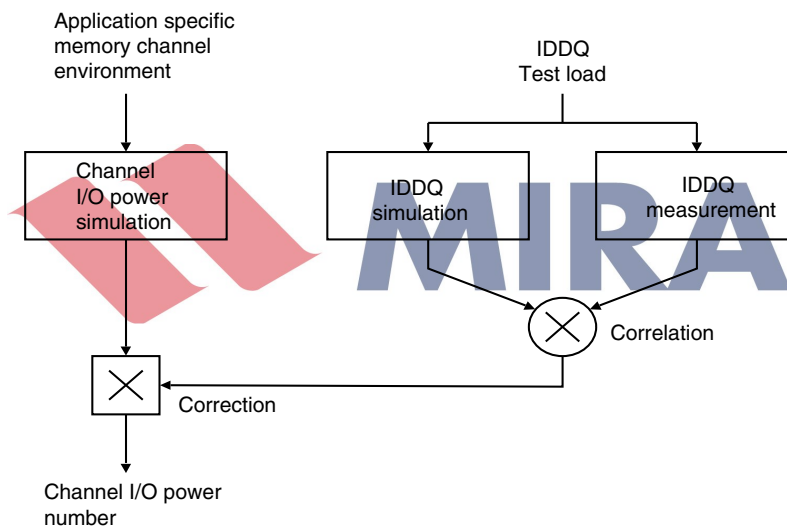 Application specific
memory channel
environment
IDDQ
Test load
Channel
I/O power
simulation
IDDQ
simulation
IDDQ
measurement
MIRA
Correlation
Correction
Channel I/O power
number